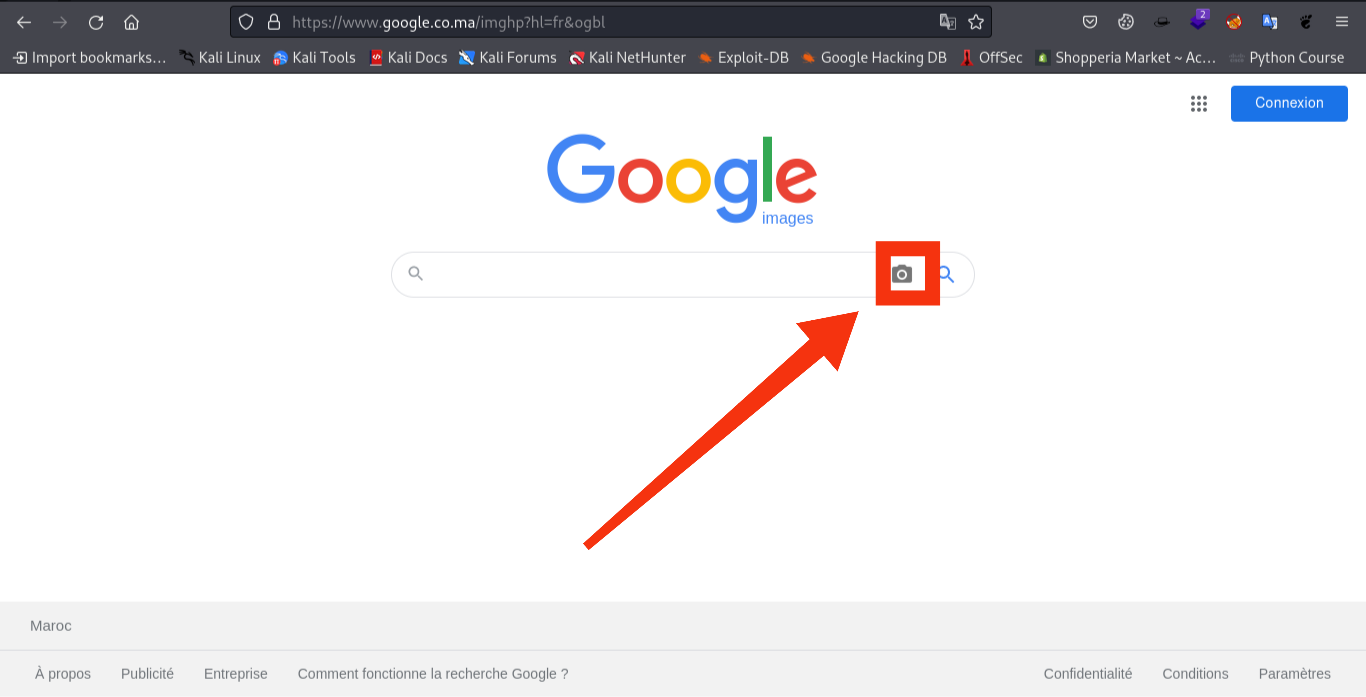 https://www.google.co.ma/imghp?hl=fr&ogbl
2
Import bookmarks... Kali Linux Kali Tools Kali Docs Kali Forums Kali NetHunter Exploit-DB Google Hacking DB OffSec Shopperia Market ~ Ac... Python Course
Connexion
Google
images
Maroc
À propos Publicité Entreprise Comment fonctionne la recherche Google ? Confidentialité Conditions Paramètres